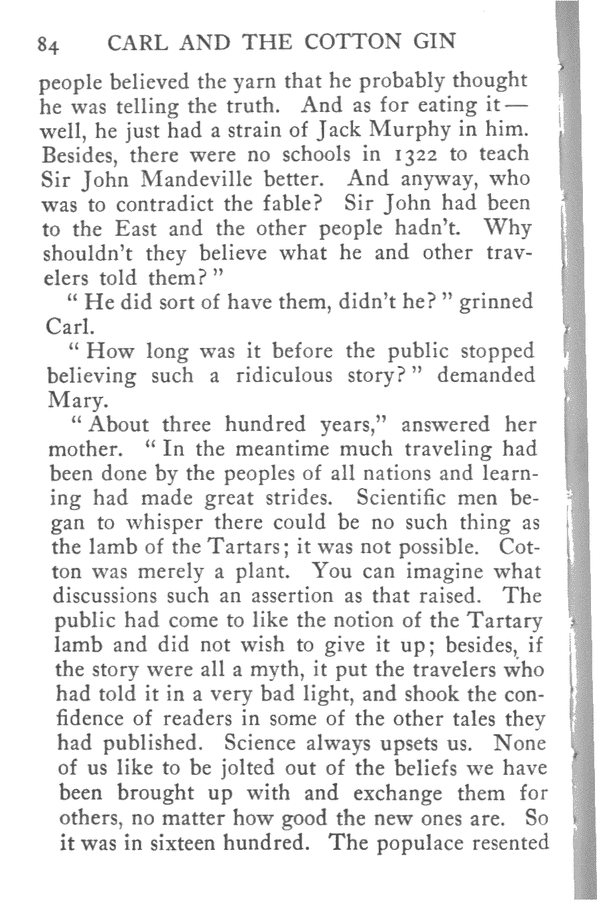 84 CARL AND THE COTTON GIN
people believed the yarn that he probably thought
he was telling the truth. And as for eating it —
well, he just had a strain of Jack Murphy in him.
Besides, there were no schools in 1322 to teach
Sir John Mandeville better. And anyway, who
was to contradict the fable? Sir John had been
to the East and the other people hadn't. Why
shouldn't they believe what he and other trav-
elers told them? "
" He did sort of have them, didn't he? " grinned
Carl.
" How long was it before the public stopped
believing such a ridiculous story? " demanded
Mary.
" About three hundred years," answered her
mother. " In the meantime much traveling had
been done by the peoples of all nations and learn-
ing had made great strides. Scientific men be-
gan to whisper there could be no such thing as
the lamb of the Tartars; it was not possible. Cot-
ton was merely a plant. You can imagine what
discussions such an assertion as that raised. The
public had come to like the notion of the Tartary
lamb and did not wish to give it up; besides, if
the story were all a myth, it put the travelers who
had told it in a very bad light, and shook the con-
fidence of readers in some of the other tales they
had published. Science always upsets us. None
of us like to be jolted out of the beliefs we have
been brought up with and exchange them for
others, no matter how good the new ones are. So
it was in sixteen hundred. The populace resented